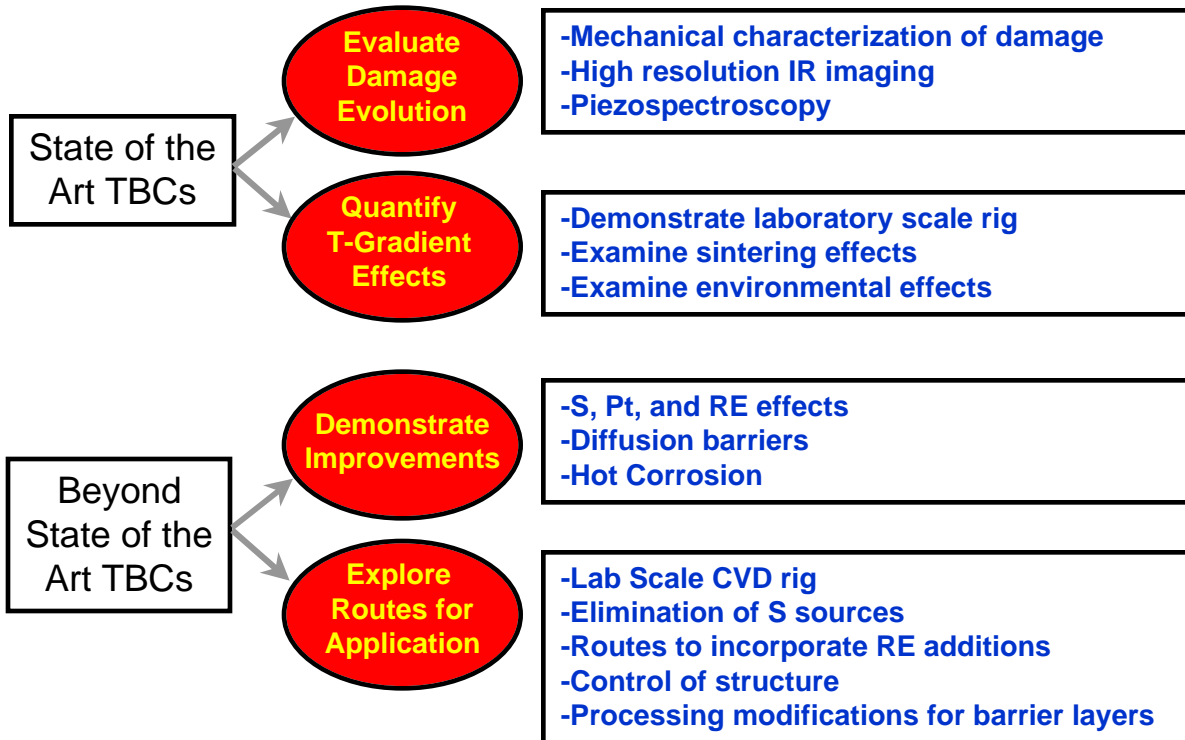 State of the
Art TBCs
Evaluate
Damage
Evolution
-Mechanical characterization of damage
-High resolution IR imaging
-Piezospectroscopy
Quantify
T-Gradient
Effects
-Demonstrate laboratory scale rig
-Examine sintering effects
-Examine environmental effects
Beyond
State of the
Art TBCs
Demonstrate
Improvements
-S, Pt, and RE effects
-Diffusion barriers
-Hot Corrosion
Explore
Routes for
Application
-Lab Scale CVD rig
-Elimination of S sources
-Routes to incorporate RE additions
-Control of structure
-Processing modifications for barrier layers